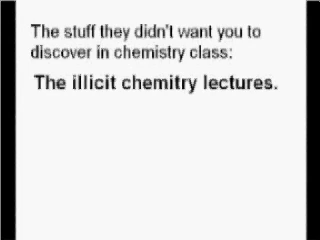 The stuff they didn't want you to
discover in chemistry class:
The illicit chemitry lectures.